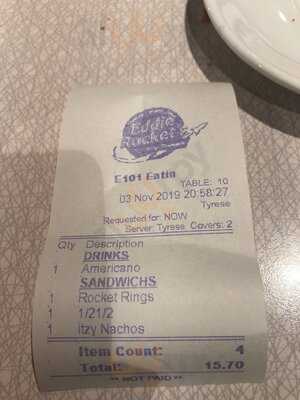 Eddie
Rocket's
E101 Eatin
TABLE: 10
03 Nov 2019 20:58:27
Tyrese
Requested for: NOW
Server: Tyrese Covers: 2
Qty Description
DRINKS
1 Americano
SANDWICHS
1 Rocket Rings
1 1/21/2
1 Itzy Nachos
Item Count: 4
Total: 15.70
** NOT PAID **